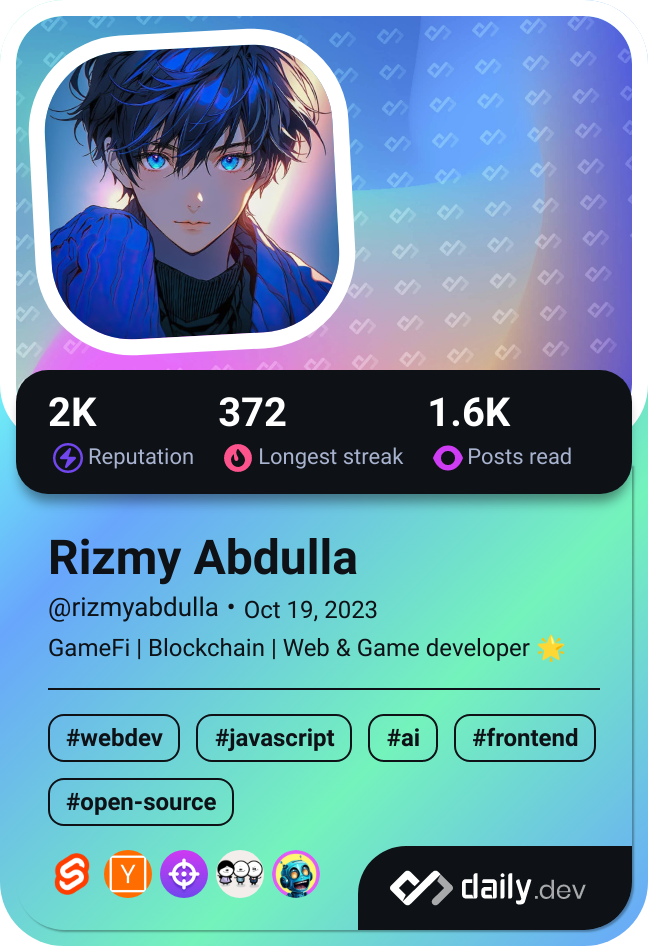 2K 372 1.6K
Reputation Longest streak Posts read
Rizmy Abdulla
@rizmyabdulla • Oct 19, 2023
GameFi | Blockchain | Web & Game developer 🌟
#webdev #javascript #ai #frontend
#open-source
Y
daily.dev